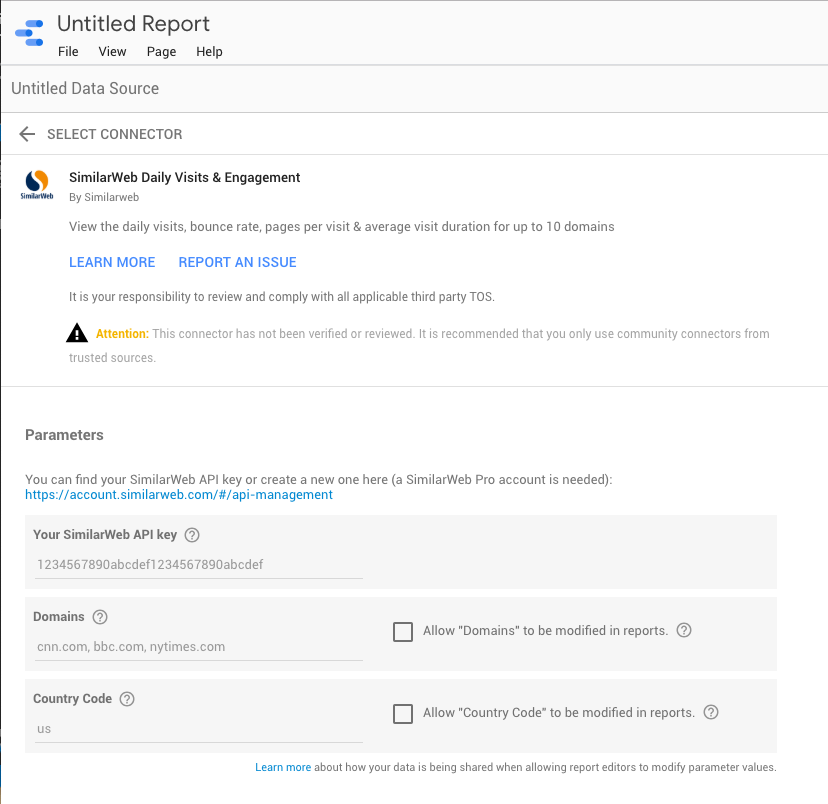 Untitled Report
File View Page Help
Untitled Data Source
SELECT CONNECTOR
SimilarWeb
SimilarWeb Daily Visits & Engagement
By Similarweb
View the daily visits, bounce rate, pages per visit & average visit duration for up to 10 domains
LEARN MORE REPORT AN ISSUE
It is your responsibility to review and comply with all applicable third party TOS.
Attention: This connector has not been verified or reviewed. It is recommended that you only use community connectors from
trusted sources.
Parameters
You can find your SimilarWeb API key or create a new one here (a SimilarWeb Pro account is needed):
https://account.similarweb.com/#/api-management
Your SimilarWeb API key ?
1234567890abcdef1234567890abcdef
Domains ?
cnn.com, bbc.com, nytimes.com
Allow "Domains" to be modified in reports. ?
Country Code ?
us
Allow "Country Code" to be modified in reports. ?
Learn more about how your data is being shared when allowing report editors to modify parameter values.